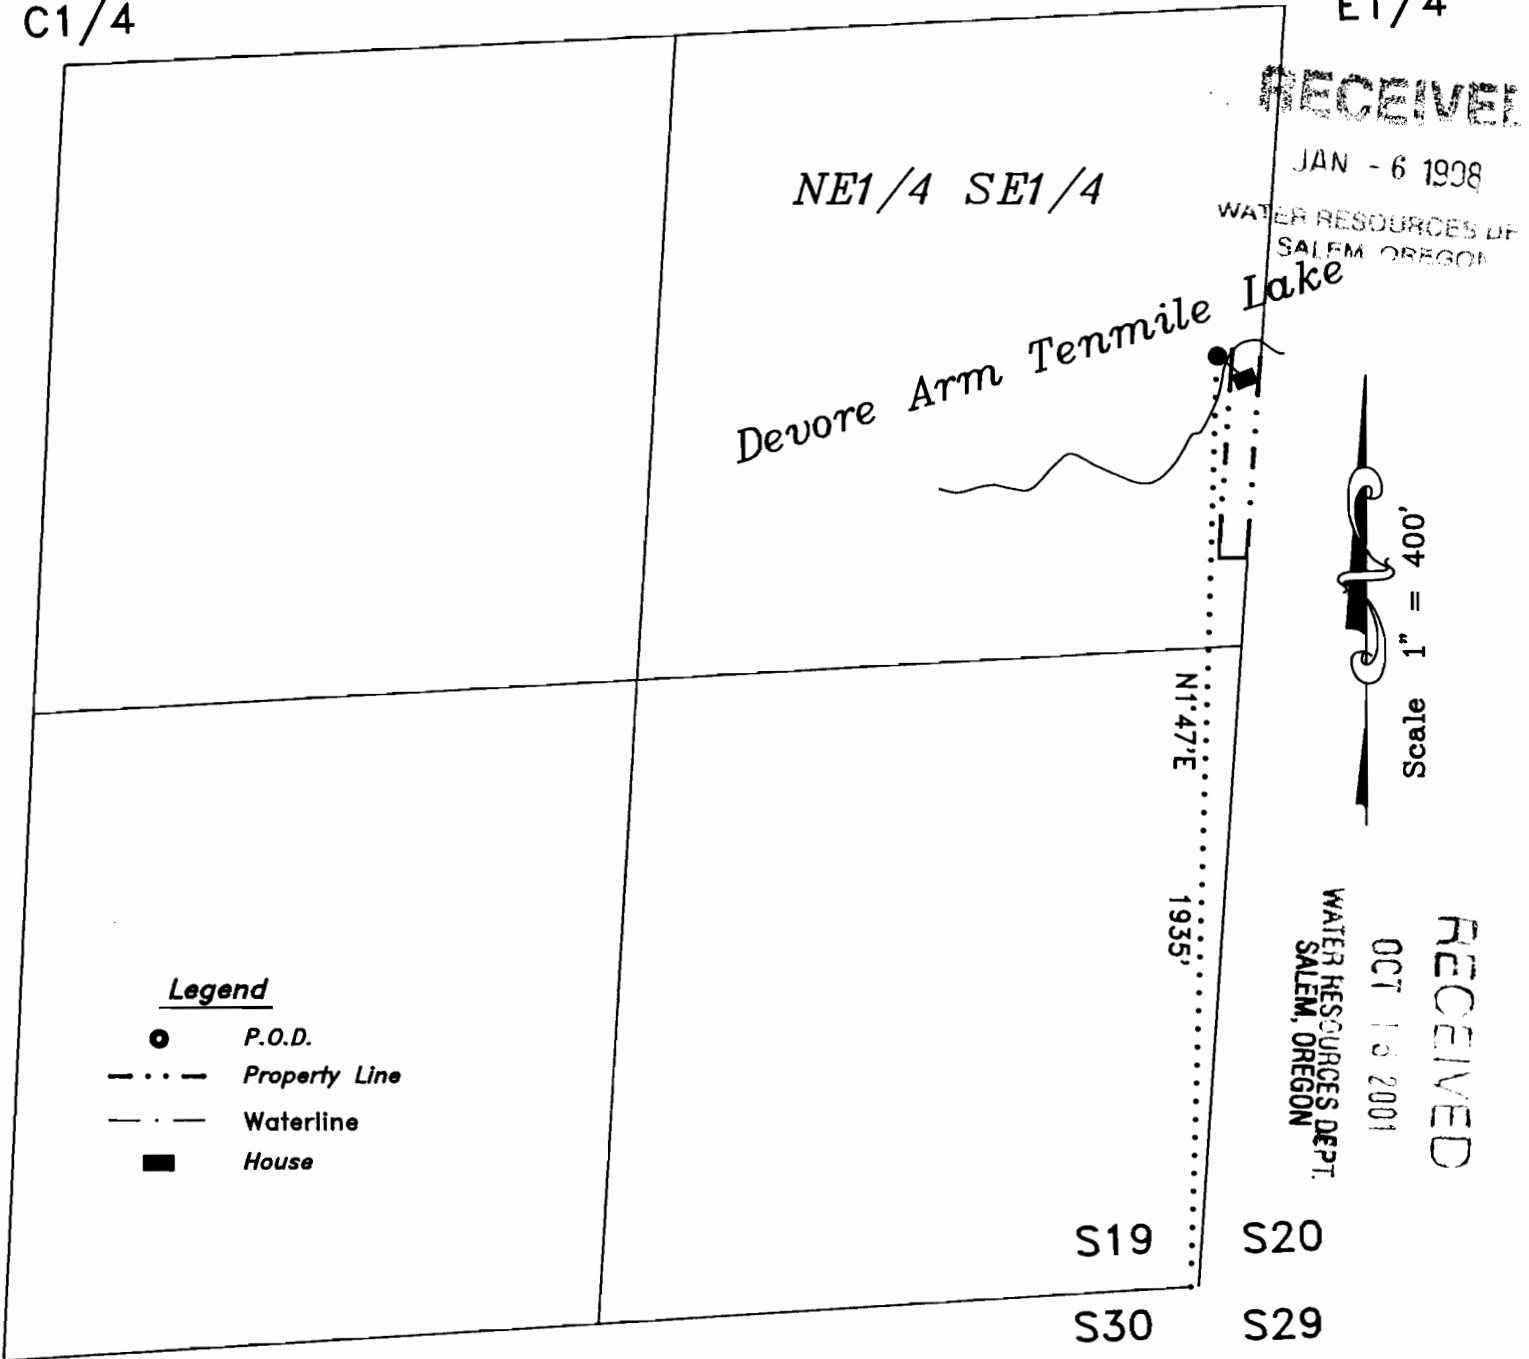 C1/4
E1/4
RECEIVED
JAN - 6 1998
WATER RESOURCES
SALEM, OREGON
NE1/4 SE1/4
Devore Arm Tenmile Lake
Scale 1" = 400'
N1°47'E
1935'
RECEIVED
OCT 16 2001
WATER RESOURCES DEPT.
SALEM, OREGON
Legend
P.O.D.
Property Line
Waterline
House
S19 S20
S30 S29